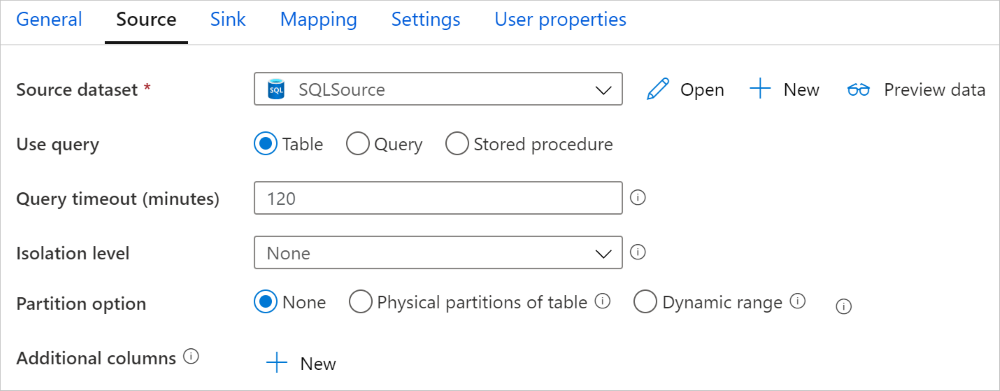 General Source Sink Mapping Settings User properties
Source dataset * SQL SQLSource Open New Preview data
Use query Table Query Stored procedure
Query timeout (minutes) 120
Isolation level None
Partition option None Physical partitions of table Dynamic range
Additional columns New